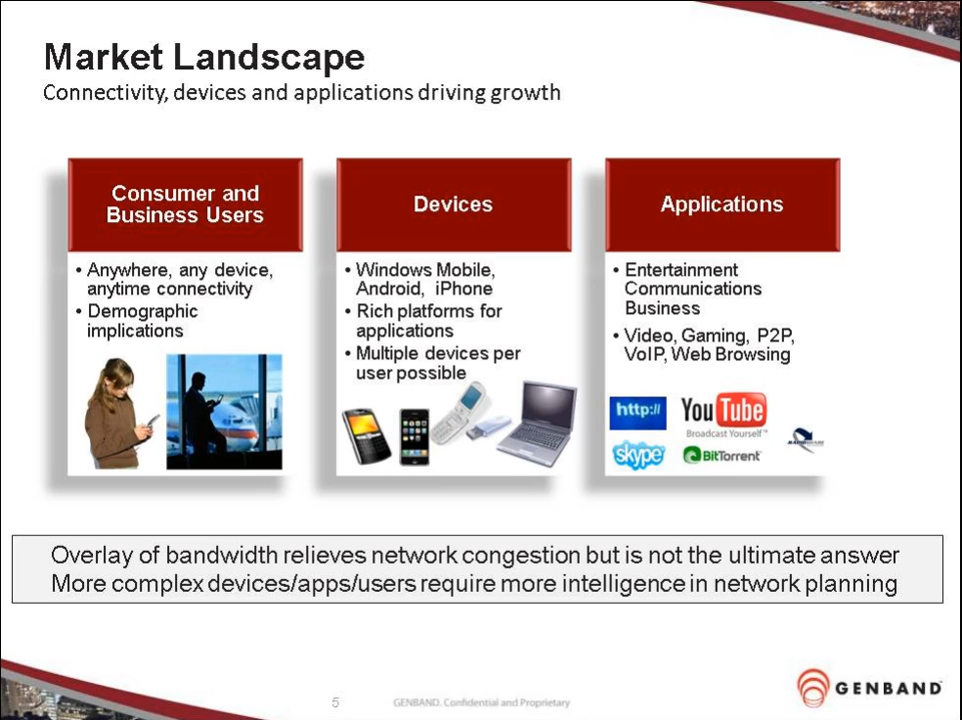 Market Landscape
Connectivity, devices and applications driving growth
Consumer and
Business Users
• Anywhere, any device,
anytime connectivity
• Demographic
implications
Devices
• Windows Mobile,
Android, iPhone
• Rich platforms for
applications
• Multiple devices per
user possible
Applications
• Entertainment
Communications
Business
• Video, Gaming, P2P,
VoIP, Web Browsing
http://
YouTube
Broadcast Yourself™
skype
BitTorrent
Overlay of bandwidth relieves network congestion but is not the ultimate answer
More complex devices/apps/users require more intelligence in network planning
5
GENBAND. Confidential and Proprietary
GENBAND™